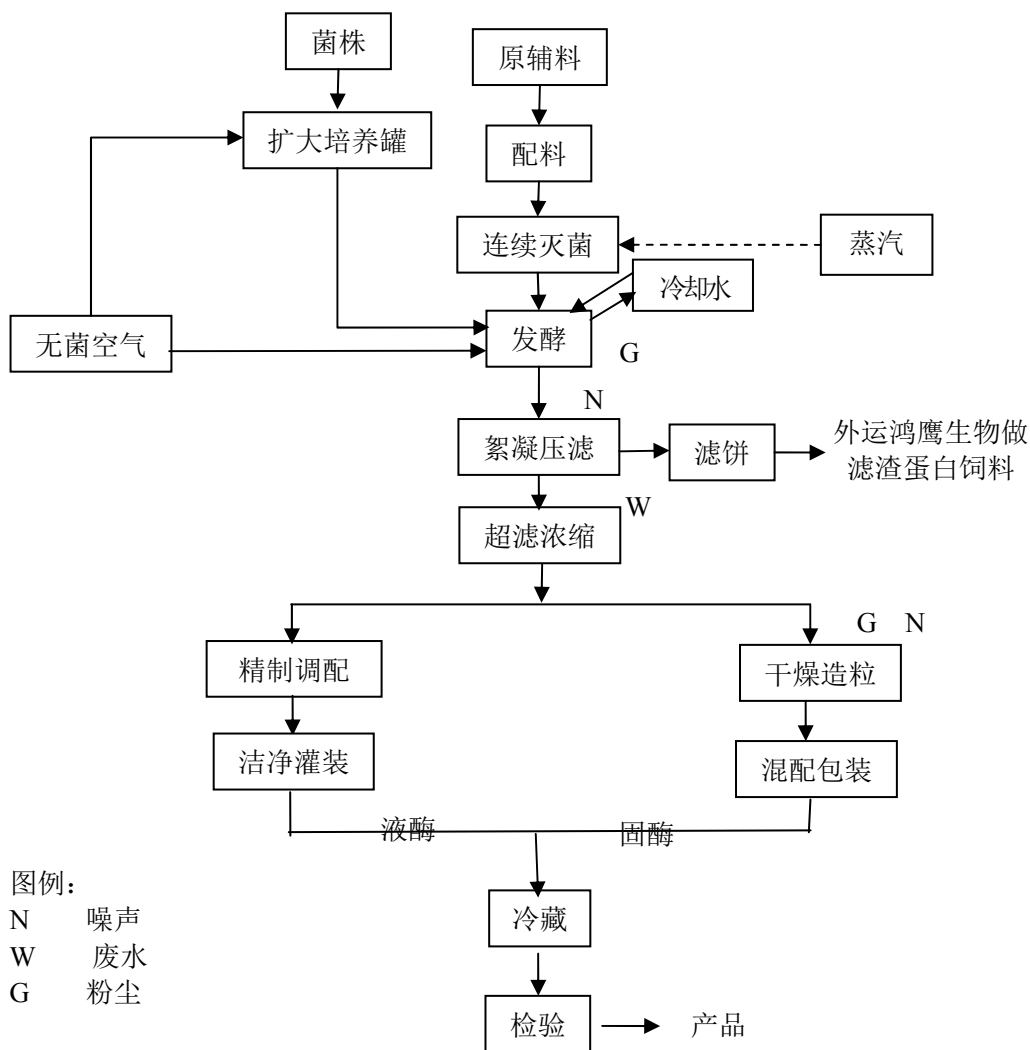 菌株
原辅料
扩大培养罐
配料
连续灭菌
蒸汽
冷却水
无菌空气
发酵
G
N
絮凝压滤
滤饼
外运鸿鹰生物做
滤渣蛋白饲料
W
超滤浓缩
G N
精制调配
干燥造粒
洁净灌装
混配包装
液酶
固酶
图例：
N 噪声
W 废水
G 粉尘
冷藏
检验
产品